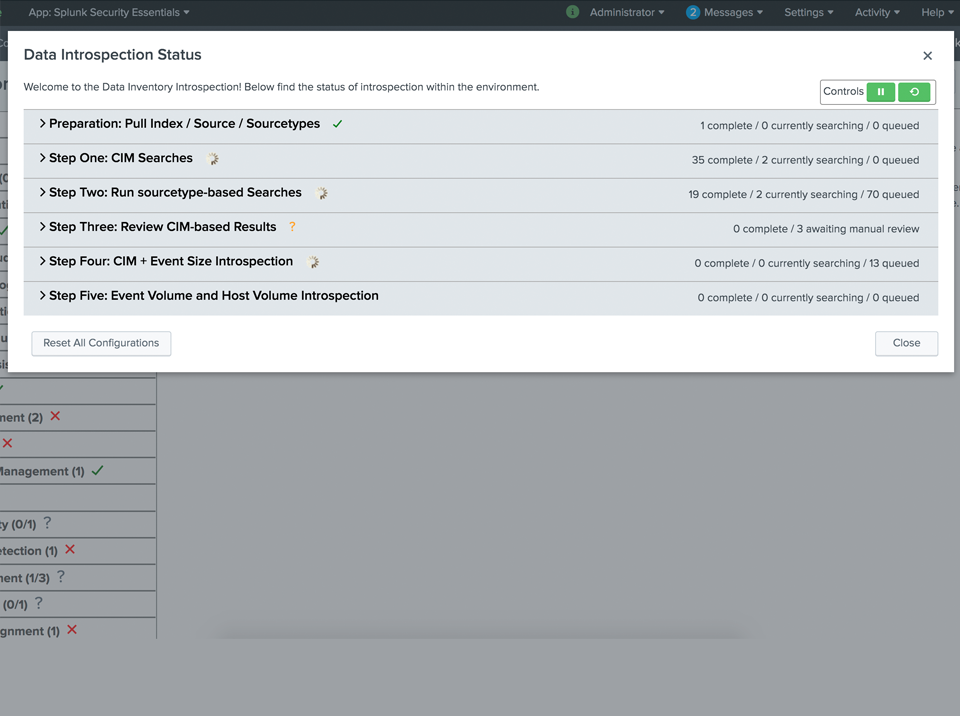 App: Splunk Security Essentials
Administrator
2 Messages
Settings
Activity
Help
Data Introspection Status
Welcome to the Data Inventory Introspection! Below find the status of introspection within the environment.
Controls
Preparation: Pull Index / Source / Sourcetypes
1 complete / 0 currently searching / 0 queued
Step One: CIM Searches
35 complete / 2 currently searching / 0 queued
Step Two: Run sourcetype-based Searches
19 complete / 2 currently searching / 70 queued
Step Three: Review CIM-based Results ?
0 complete / 3 awaiting manual review
Step Four: CIM + Event Size Introspection
0 complete / 0 currently searching / 13 queued
Step Five: Event Volume and Host Volume Introspection
0 complete / 0 currently searching / 0 queued
Reset All Configurations
Close
ment (2)
Management (1)
ty (0/1) ?
etection (1)
ment (1/3) ?
(0/1) ?
gnment (1)